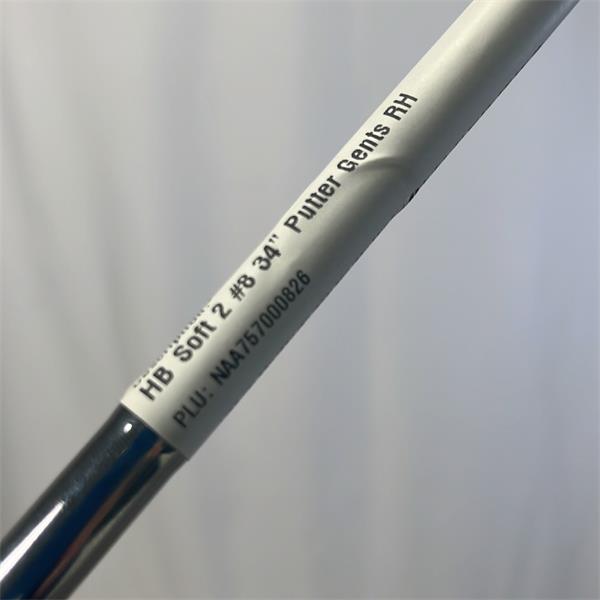 HB Soft 2 #8 34" Putter Gents RH
PLU: NAA757000826